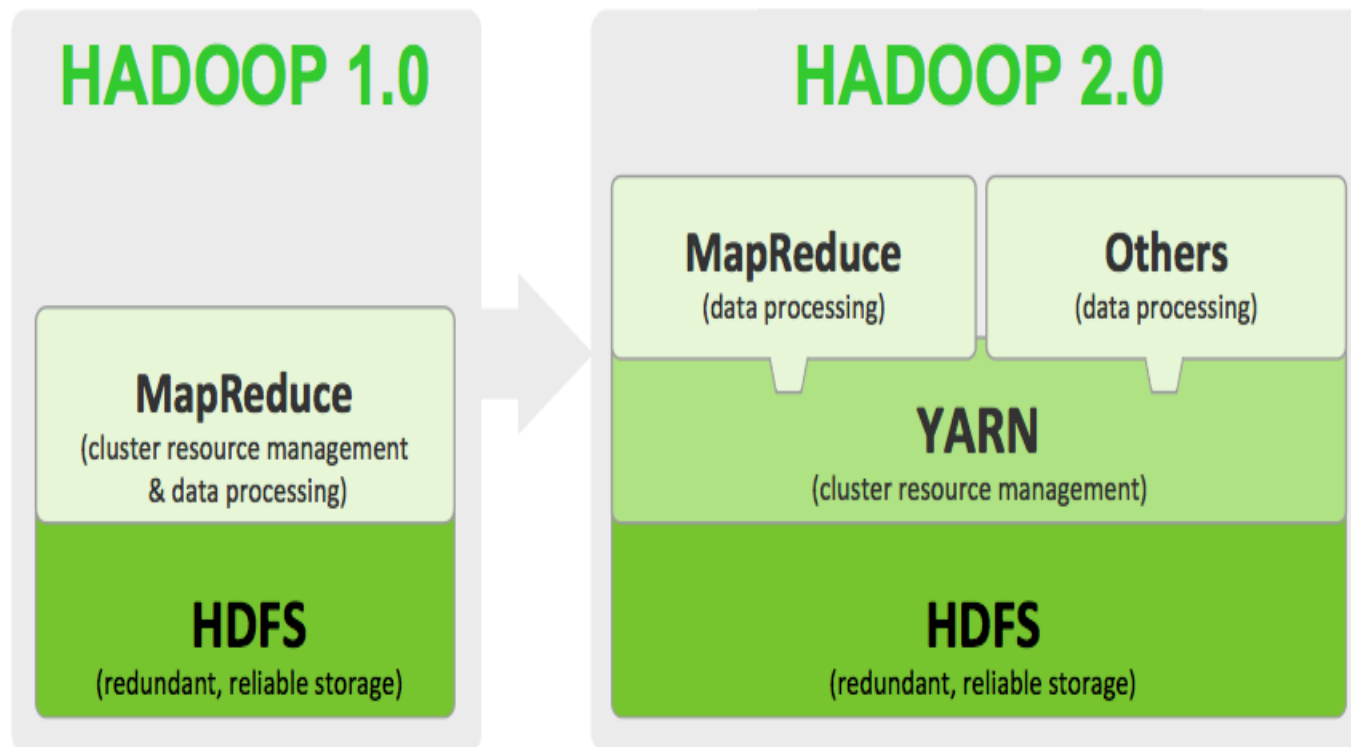 HADOOP 1.0
MapReduce
(cluster resource management
& data processing)
HDFS
(redundant, reliable storage)
HADOOP 2.0
MapReduce
(data processing)
Others
(data processing)
YARN
(cluster resource management)
HDFS
(redundant, reliable storage)